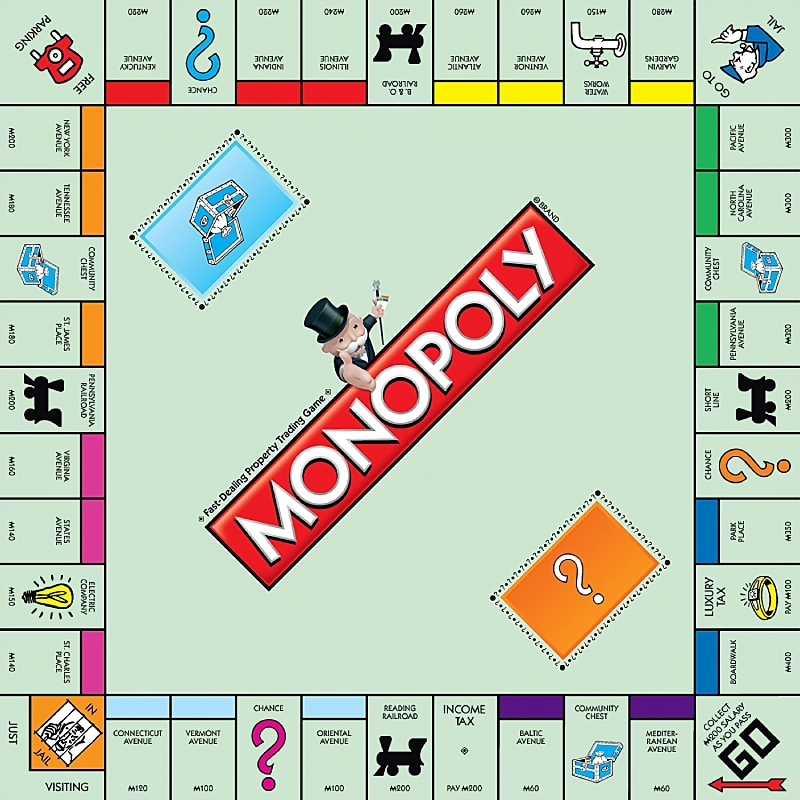 FREE
PARKING
KENTUCKY
AVENUE
M220
CHANCE
?
INDIANA
AVENUE
M220
ILLINOIS
AVENUE
M240
B. & O.
RAILROAD
M200
ATLANTIC
AVENUE
M260
VENTNOR
AVENUE
M260
WATER
WORKS
M150
MARVIN
GARDENS
M280
GO TO
JAIL
NEW YORK
AVENUE
M200
TENNESSEE
AVENUE
M180
COMMUNITY
CHEST
ST. JAMES
PLACE
M180
PENNSYLVANIA
RAILROAD
M200
VIRGINIA
AVENUE
M160
STATES
AVENUE
M140
ELECTRIC
COMPANY
M150
ST. CHARLES
PLACE
M140
®BRAND
MONOPOLY
Fast-Dealing Property Trading Game
?
PACIFIC
AVENUE
M300
NORTH
CAROLINA
AVENUE
M300
COMMUNITY
CHEST
PENNSYLVANIA
AVENUE
M320
SHORT
LINE
M200
CHANCE
?
PARK
PLACE
M350
LUXURY
TAX
PAY M100
BOARDWALK
M400
IN
JAIL
JUST
VISITING
CONNECTICUT
AVENUE
M120
VERMONT
AVENUE
M100
CHANCE
?
ORIENTAL
AVENUE
M100
READING
RAILROAD
M200
INCOME
TAX
PAY M200
BALTIC
AVENUE
M60
COMMUNITY
CHEST
MEDITER-
RANEAN
AVENUE
M60
COLLECT
M200 SALARY
AS YOU PASS
GO